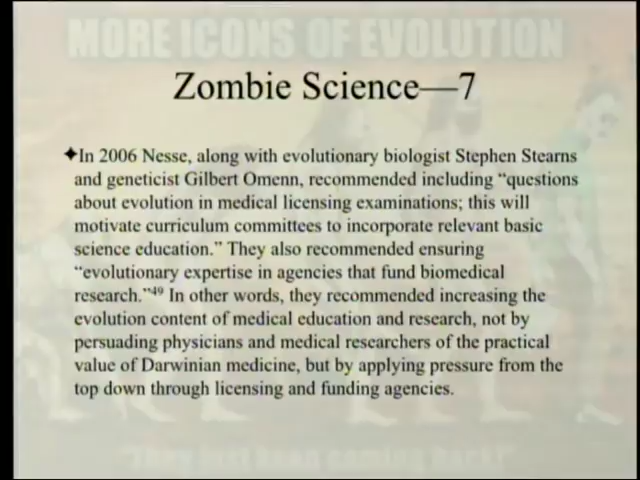 MORE ICONS OF EVOLUTION
Zombie Science—7
✦In 2006 Nesse, along with evolutionary biologist Stephen Stearns
and geneticist Gilbert Omenn, recommended including “questions
about evolution in medical licensing examinations; this will
motivate curriculum committees to incorporate relevant basic
science education.” They also recommended ensuring
“evolutionary expertise in agencies that fund biomedical
research.”⁴⁹ In other words, they recommended increasing the
evolution content of medical education and research, not by
persuading physicians and medical researchers of the practical
value of Darwinian medicine, but by applying pressure from the
top down through licensing and funding agencies.
"They just keep coming back!"